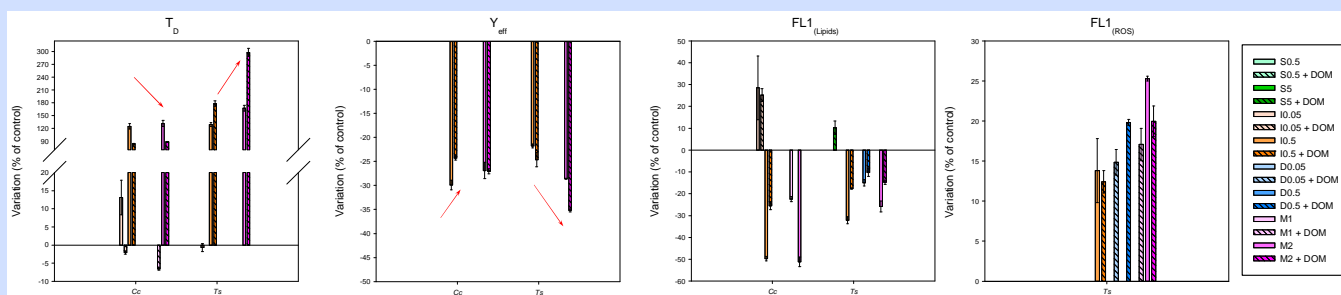 T D
Variation (% of control)
300
270
240
210
180
150
120
90
20
15
10
5
0
-5
-10
Cc Ts
Y eff
Variation (% of control)
0
-5
-10
-15
-20
-25
-30
-35
-40
-45
-50
Cc Ts
FL1 (Lipids)
Variation (% of control)
50
40
30
20
10
0
-10
-20
-30
-40
-50
-60
Cc Ts
FL1 (ROS)
Variation (% of control)
30
25
20
15
10
5
0
Ts
S0.5
S0.5 + DOM
S5
S5 + DOM
I0.05
I0.05 + DOM
I0.5
I0.5 + DOM
D0.05
D0.05 + DOM
D0.5
D0.5 + DOM
M1
M1 + DOM
M2
M2 + DOM